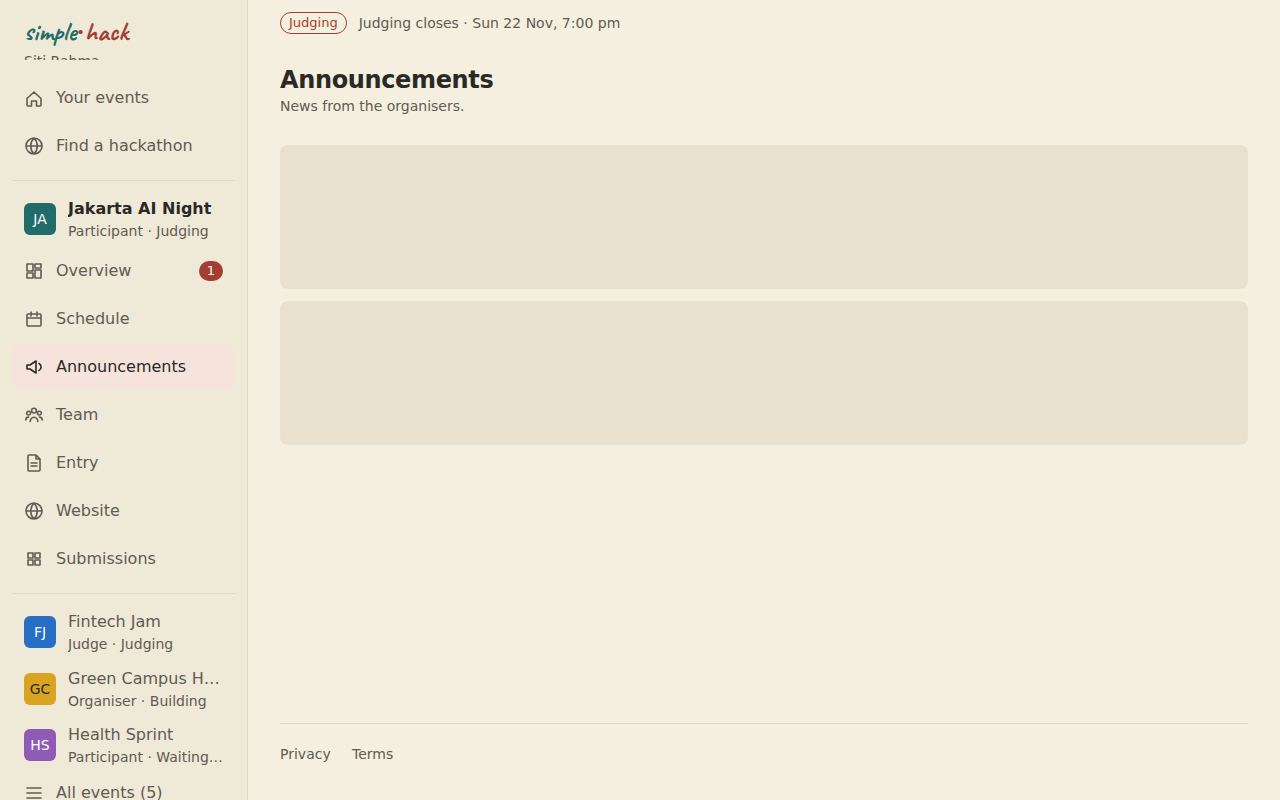 simple·hack
Siti Rahma
Your events
Find a hackathon
JA
Jakarta AI Night
Participant · Judging
Overview
1
Schedule
Announcements
Team
Entry
Website
Submissions
FJ
Fintech Jam
Judge · Judging
GC
Green Campus H…
Organiser · Building
HS
Health Sprint
Participant · Waiting…
All events (5)
Judging
Judging closes · Sun 22 Nov, 7:00 pm
Announcements
News from the organisers.
Privacy
Terms